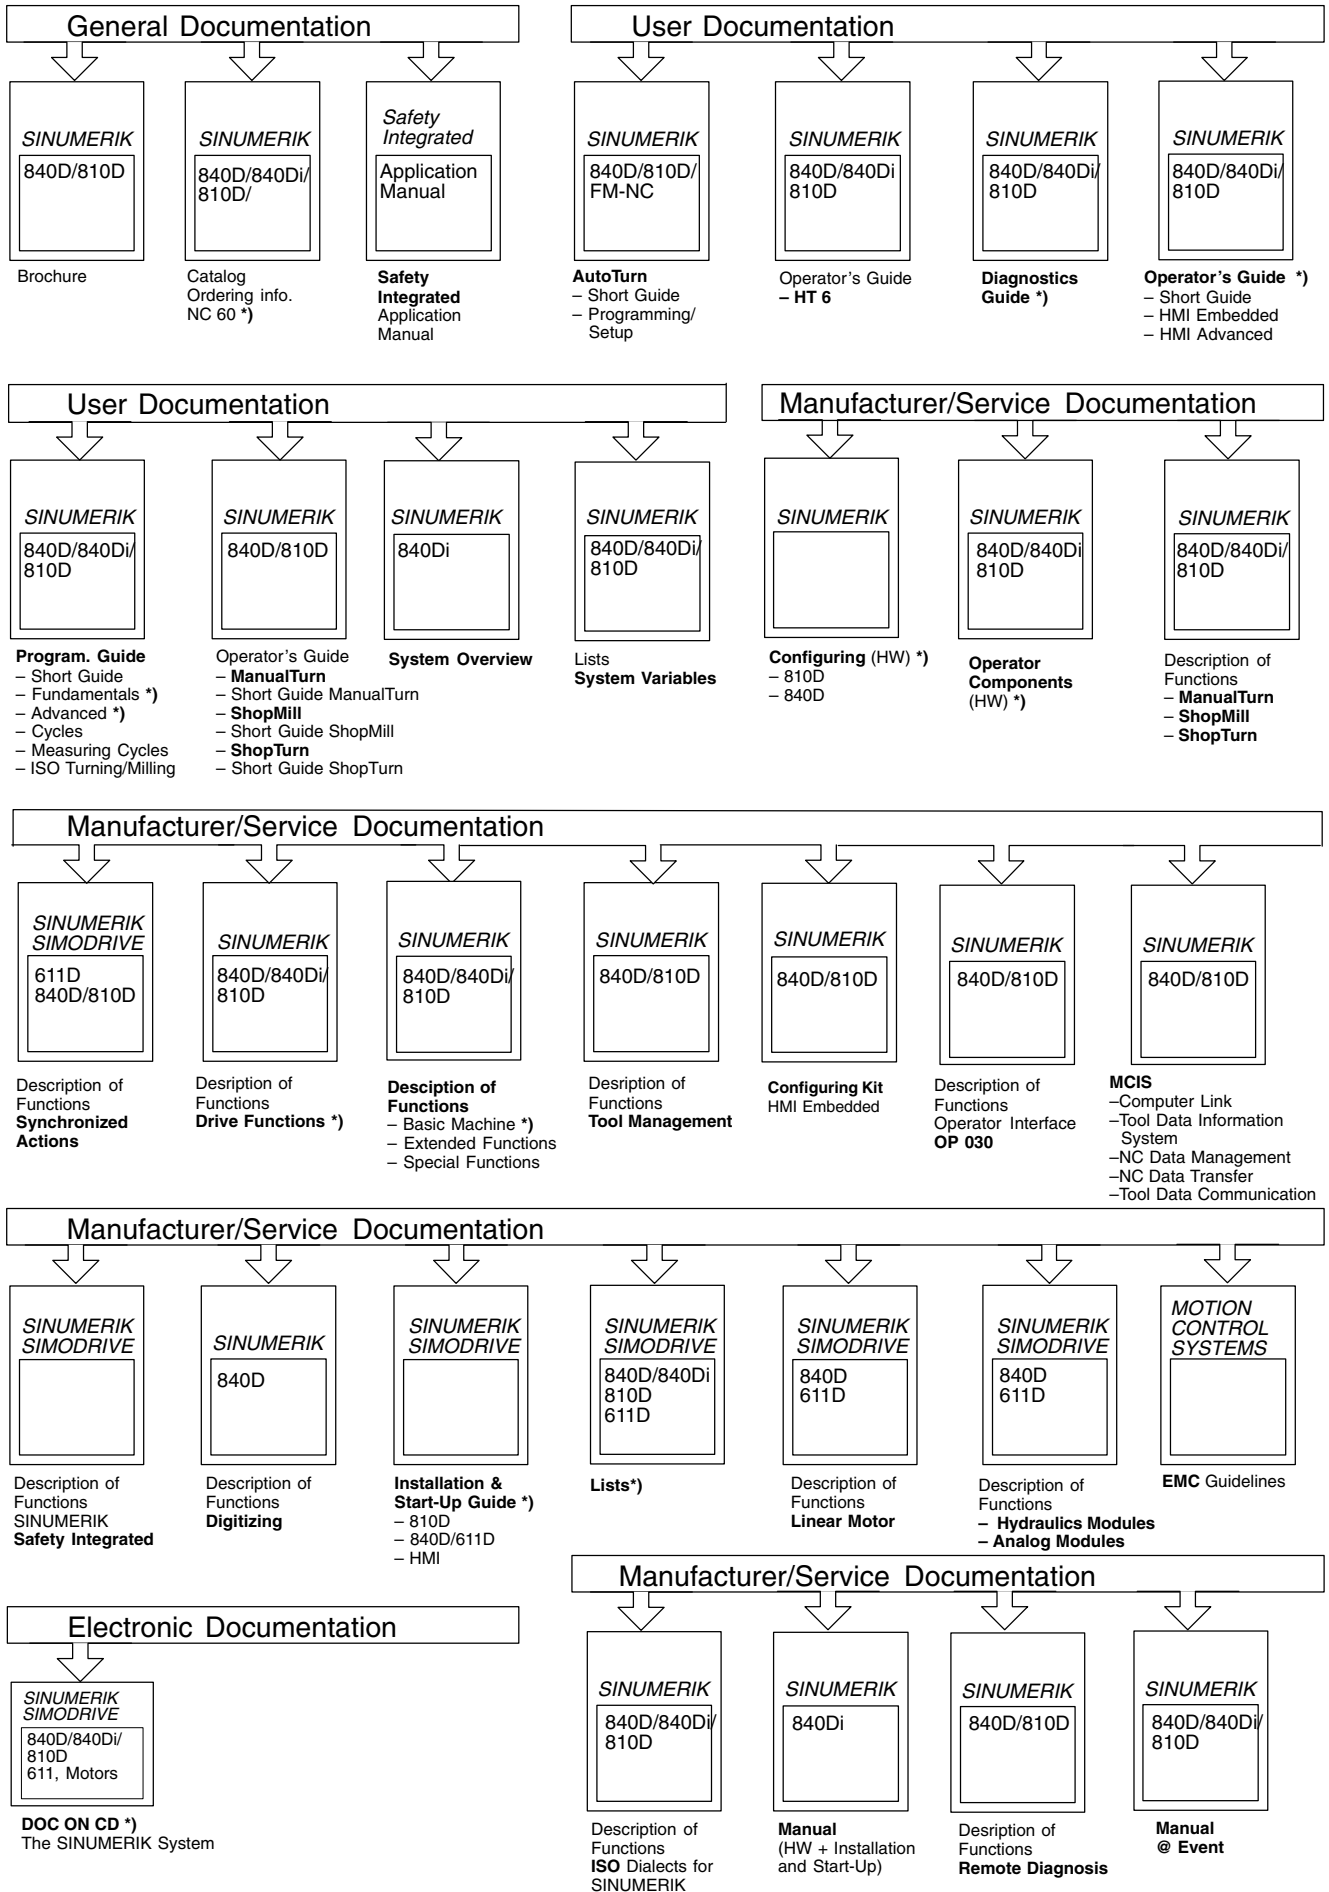 General Documentation
User Documentation
SINUMERIK
840D/810D
Brochure
SINUMERIK
840D/840Di/
810D/
Catalog
Ordering info.
NC 60 *)
Safety
Integrated
Application
Manual
Safety
Integrated
Application
Manual
SINUMERIK
840D/810D/
FM-NC
AutoTurn
– Short Guide
– Programming/
Setup
SINUMERIK
840D/840Di
810D
Operator's Guide
– HT 6
SINUMERIK
840D/840Di/
810D
Diagnostics
Guide *)
SINUMERIK
840D/840Di/
810D
Operator's Guide *)
– Short Guide
– HMI Embedded
– HMI Advanced
User Documentation
Manufacturer/Service Documentation
SINUMERIK
840D/840Di/
810D
Program. Guide
– Short Guide
– Fundamentals *)
– Advanced *)
– Cycles
– Measuring Cycles
– ISO Turning/Milling
SINUMERIK
840D/810D
Operator's Guide
– ManualTurn
– Short Guide ManualTurn
– ShopMill
– Short Guide ShopMill
– ShopTurn
– Short Guide ShopTurn
SINUMERIK
840Di
System Overview
SINUMERIK
840D/840Di/
810D
Lists
System Variables
SINUMERIK
Configuring (HW) *)
– 810D
– 840D
SINUMERIK
840D/840Di
810D
Operator
Components
(HW) *)
SINUMERIK
840D/840Di/
810D
Description of
Functions
– ManualTurn
– ShopMill
– ShopTurn
Manufacturer/Service Documentation
SINUMERIK
SIMODRIVE
611D
840D/810D
Description of
Functions
Synchronized
Actions
SINUMERIK
840D/840Di/
810D
Desription of
Functions
Drive Functions *)
SINUMERIK
840D/840Di/
810D
Desciption of
Functions
– Basic Machine *)
– Extended Functions
– Special Functions
SINUMERIK
840D/810D
Desription of
Functions
Tool Management
SINUMERIK
840D/810D
Configuring Kit
HMI Embedded
SINUMERIK
840D/810D
Description of
Functions
Operator Interface
OP 030
SINUMERIK
840D/810D
MCIS
–Computer Link
–Tool Data Information
System
–NC Data Management
–NC Data Transfer
–Tool Data Communication
Manufacturer/Service Documentation
SINUMERIK
SIMODRIVE
Description of
Functions
SINUMERIK
Safety Integrated
SINUMERIK
840D
Description of
Functions
Digitizing
SINUMERIK
SIMODRIVE
Installation &
Start-Up Guide *)
– 810D
– 840D/611D
– HMI
SINUMERIK
SIMODRIVE
840D/840Di
810D
611D
Lists*)
SINUMERIK
SIMODRIVE
840D
611D
Description of
Functions
Linear Motor
SINUMERIK
SIMODRIVE
840D
611D
Description of
Functions
– Hydraulics Modules
– Analog Modules
MOTION
CONTROL
SYSTEMS
EMC Guidelines
Electronic Documentation
SINUMERIK
SIMODRIVE
840D/840Di/
810D
611, Motors
DOC ON CD *)
The SINUMERIK System
Manufacturer/Service Documentation
SINUMERIK
840D/840Di/
810D
Description of
Functions
ISO Dialects for
SINUMERIK
SINUMERIK
840Di
Manual
(HW + Installation
and Start-Up)
SINUMERIK
840D/810D
Desription of
Functions
Remote Diagnosis
SINUMERIK
840D/840Di/
810D
Manual
@ Event